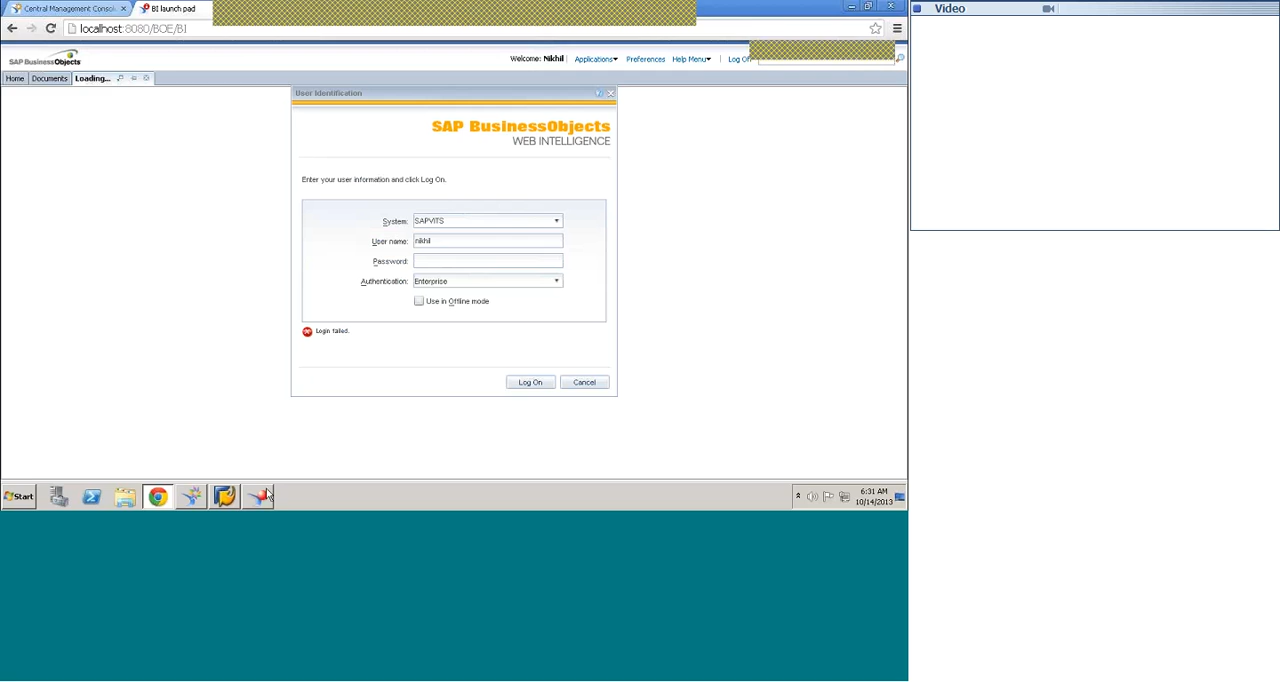 Central Management Consol
BI launch pad
Video
localhost:8080/BOE/BI
SAP BusinessObjects
Welcome: Nikhil
Applications
Preferences
Help Menu
Log Off
Home
Documents
Loading...
User Identification
SAP BusinessObjects
WEB INTELLIGENCE
Enter your user information and click Log On.
System: SAPVITS
User name: nikhil
Password:
Authentication: Enterprise
Use in Offline mode
Login failed.
Log On
Cancel
Start
6:31 AM
10/14/2013